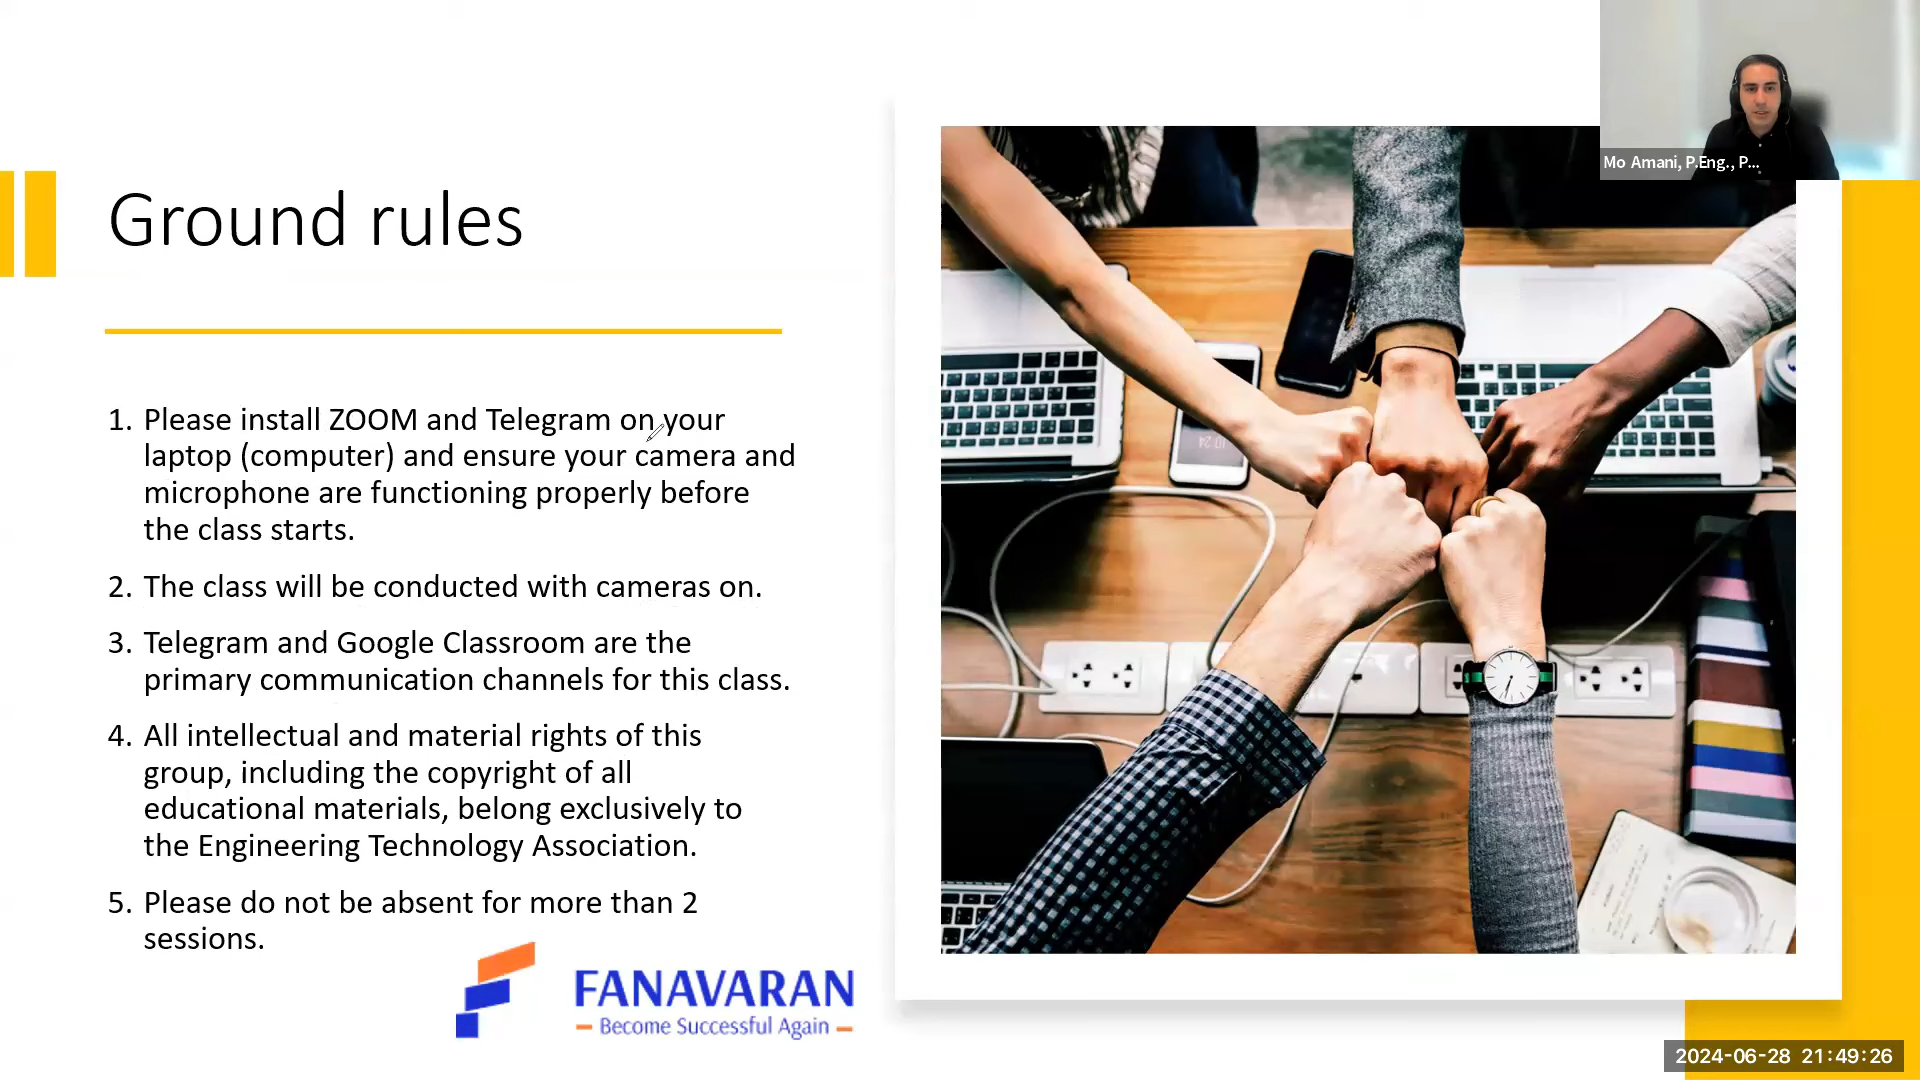 Mo Amani, P.Eng., P...
Ground rules
1. Please install ZOOM and Telegram on your
laptop (computer) and ensure your camera and
microphone are functioning properly before
the class starts.
2. The class will be conducted with cameras on.
3. Telegram and Google Classroom are the
primary communication channels for this class.
4. All intellectual and material rights of this
group, including the copyright of all
educational materials, belong exclusively to
the Engineering Technology Association.
5. Please do not be absent for more than 2
sessions.
FANAVARAN
Become Successful Again
2024-06-28 21:49:26